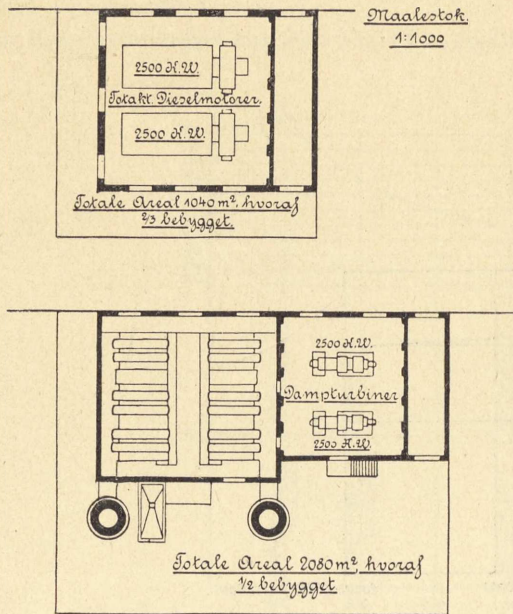 Maalestok.
1:1000
2500 K.W.
Totakt. Dieselmotorer.
2500 K.W.
Totale Areal 1040 m². hvoraf
2/3 bebygget.
2500 K.W.
Dampturbiner
2500 K.W.
Totale Areal 2080 m², hvoraf
1/2 bebygget